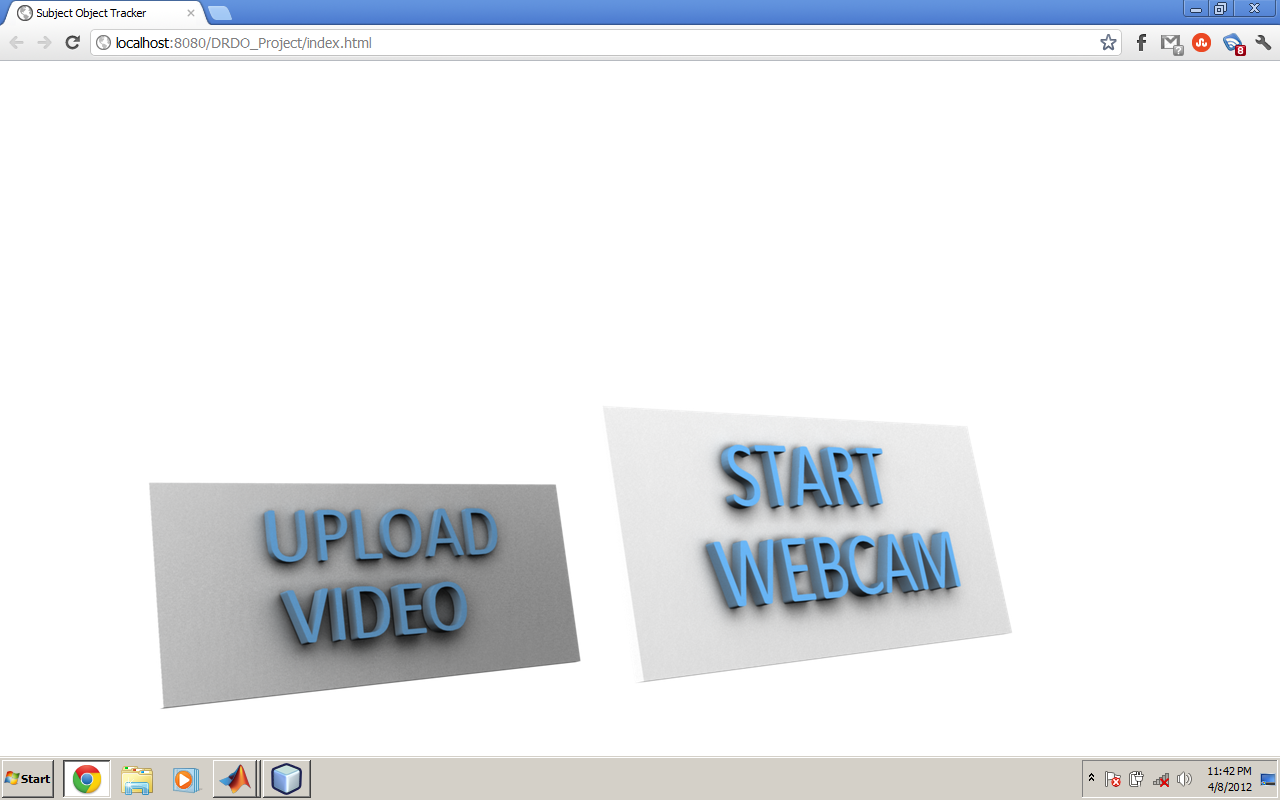 Subject Object Tracker
localhost:8080/DRDO_Project/index.html
8
UPLOAD
VIDEO
START
WEBCAM
Start
11:42 PM
4/8/2012